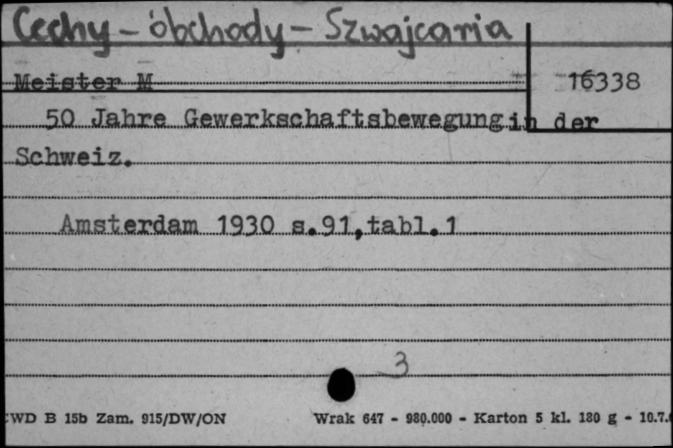 Cechy - obchody - Szwajcaria
Meister M 16338
50 Jahre Gewerkschaftsbewegung in der
Schweiz.
Amsterdam 1930 s.91,tabl.1
3
WD B 15b Zam. 915/DW/ON Wrak 647 - 980.000 - Karton 5 kl. 180 g - 10.7.